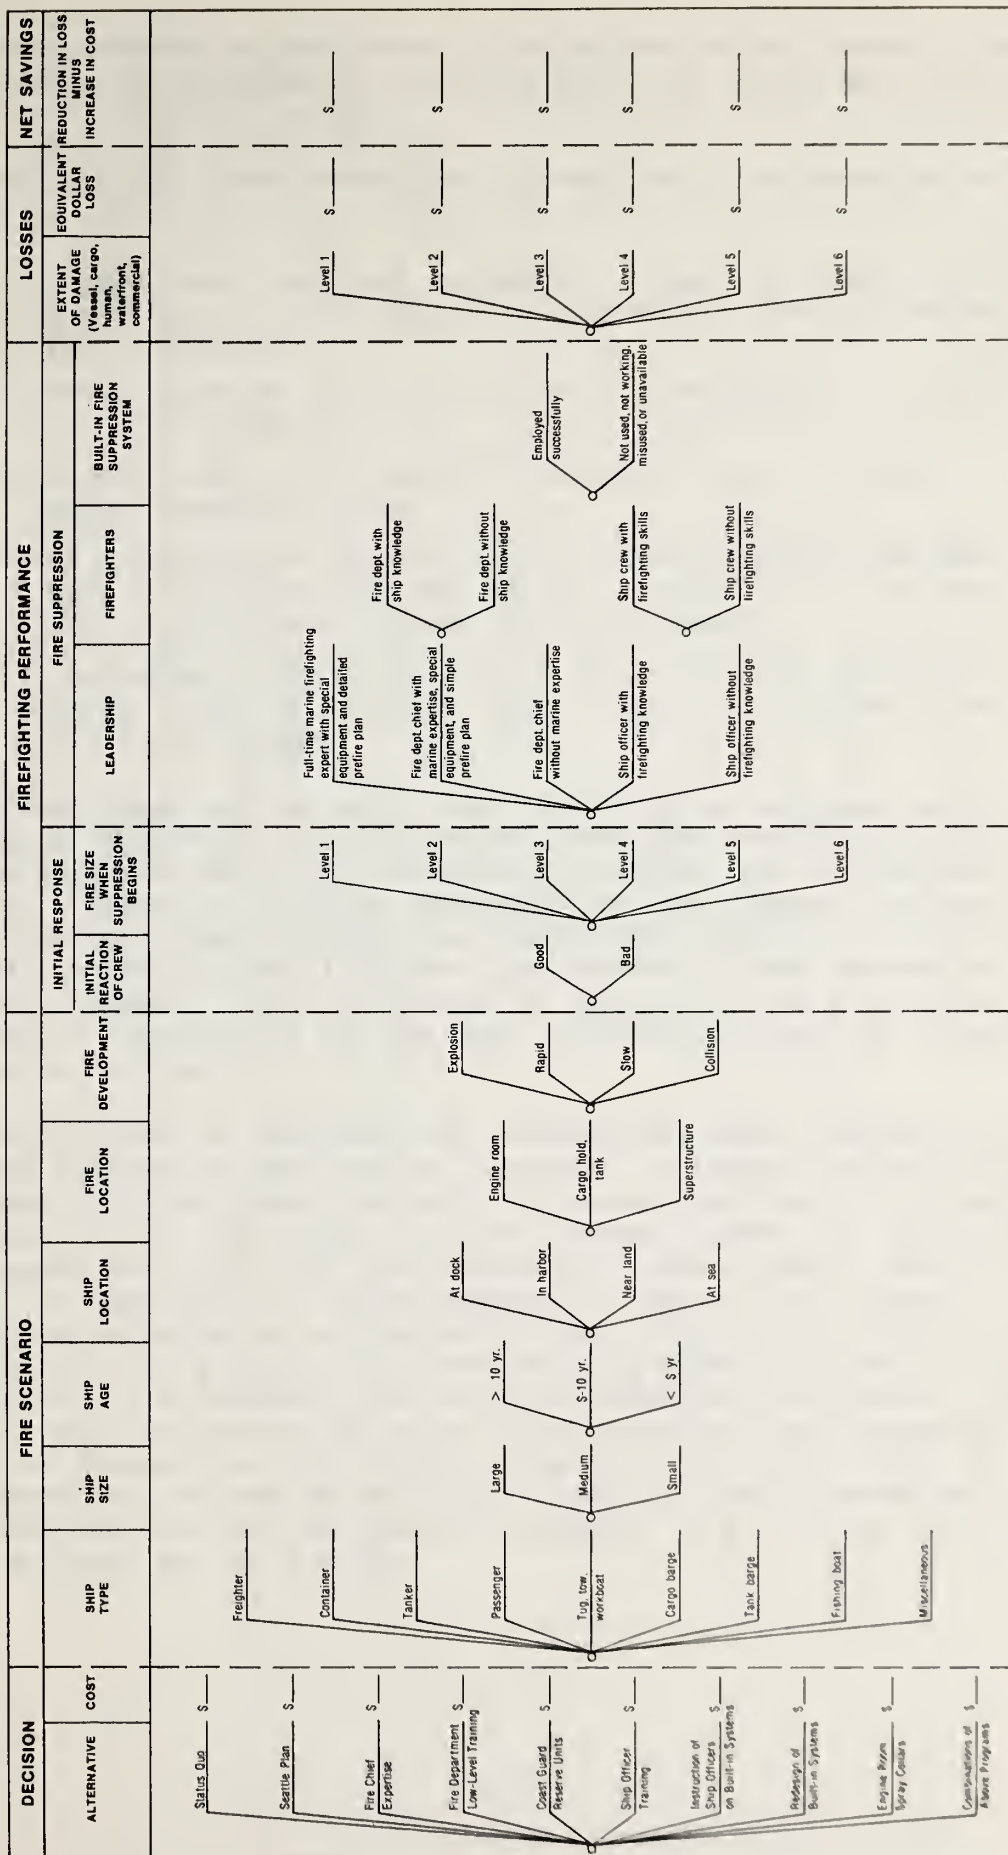 DECISION
FIRE SCENARIO
FIREFIGHTING PERFORMANCE
LOSSES
NET SAVINGS
INITIAL RESPONSE
FIRE SUPPRESSION
ALTERNATIVE
COST
SHIP
TYPE
SHIP
SIZE
SHIP
AGE
SHIP
LOCATION
FIRE
LOCATION
FIRE
DEVELOPMENT
INITIAL
REACTION
OF CREW
FIRE SIZE
WHEN
SUPPRESSION
BEGINS
LEADERSHIP
FIREFIGHTERS
BUILT-IN FIRE
SUPPRESSION
SYSTEM
EXTENT
OF DAMAGE
(Vessel, cargo,
human,
waterfront,
commercial)
EQUIVALENT
DOLLAR
LOSS
REDUCTION IN LOSS
MINUS
INCREASE IN COST
Status Quo
$
Seattle Plan
$
Fire Chief
Expertise
$
Fire Department
Low-Level Training
$
Coast Guard
Reserve Units
$
Ship Officer
Training
$
Instruction of
Ship Officers
on Built-in Systems
$
Redesign of
Built-in Systems
$
Engine Room
Spray Collars
$
Combinations of
Above Programs
$
Freighter
Container
Tanker
Passenger
Tug, tow,
workboat
Cargo barge
Tank barge
Fishing boat
Miscellaneous
Large
Medium
Small
> 10 yr.
5-10 yr.
< 5 yr
At dock
In harbor
Near land
At sea
Engine room
Cargo hold,
tank
Superstructure
Explosion
Rapid
Slow
Collision
Good
Bad
Level 1
Level 2
Level 3
Level 4
Level 5
Level 6
Full-time marine firefighting
expert with special
equipment and detailed
prefire plan
Fire dept. chief with
marine expertise, special
equipment, and simple
prefire plan
Fire dept. chief
without marine expertise
Ship officer with
firefighting knowledge
Ship officer without
firefighting knowledge
Fire dept. with
ship knowledge
Fire dept. without
ship knowledge
Ship crew with
firefighting skills
Ship crew without
firefighting skills
Employed
successfully
Not used, not working,
misused, or unavailable
Level 1
Level 2
Level 3
Level 4
Level 5
Level 6
$
$
$
$
$
$
$
$
$
$
$
$